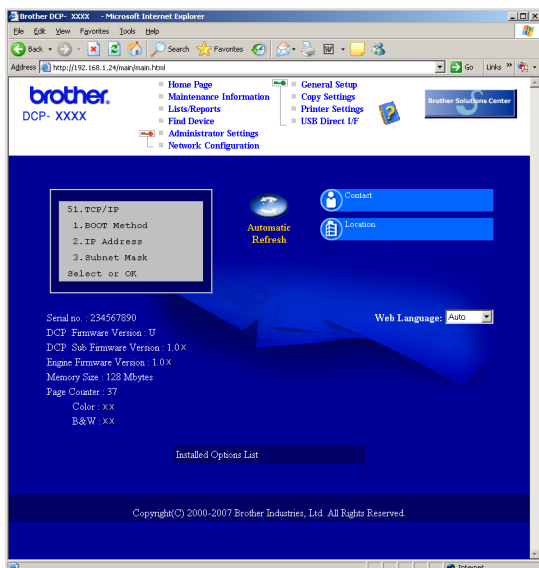 Brother DCP- XXXX - Microsoft Internet Explorer
File Edit View Favorites Tools Help
Back Search Favorites
Address http://192.168.1.24/main/main.html Go Links »
brother.
DCP- XXXX
Home Page
Maintenance Information
Lists/Reports
Find Device
Administrator Settings
Network Configuration
General Setup
Copy Settings
Printer Settings
USB Direct I/F
Brother Solutions Center
51.TCP/IP
1.BOOT Method
2.IP Address
3.Subnet Mask
Select or OK
Automatic
Refresh
Contact
Location
Serial no. : 234567890
DCP Firmware Version : U
DCP Sub Firmware Version : 1.0X
Engine Firmware Version : 1.0X
Memory Size : 128 Mbytes
Page Counter : 37
Color : XX
B&W : XX
Web Language: Auto
Installed Options List
Copyright(C) 2000-2007 Brother Industries, Ltd. All Rights Reserved.
Internet